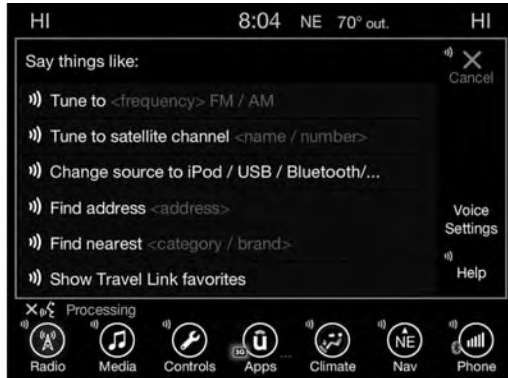 HI 8:04 NE 70° out. HI
Say things like:
Cancel
Tune to <frequency> FM / AM
Tune to satellite channel <name / number>
Change source to iPod / USB / Bluetooth/...
Find address <address>
Voice
Settings
Find nearest <category / brand>
Help
Show Travel Link favorites
Processing
3G
NE
Radio Media Controls Apps Climate Nav Phone